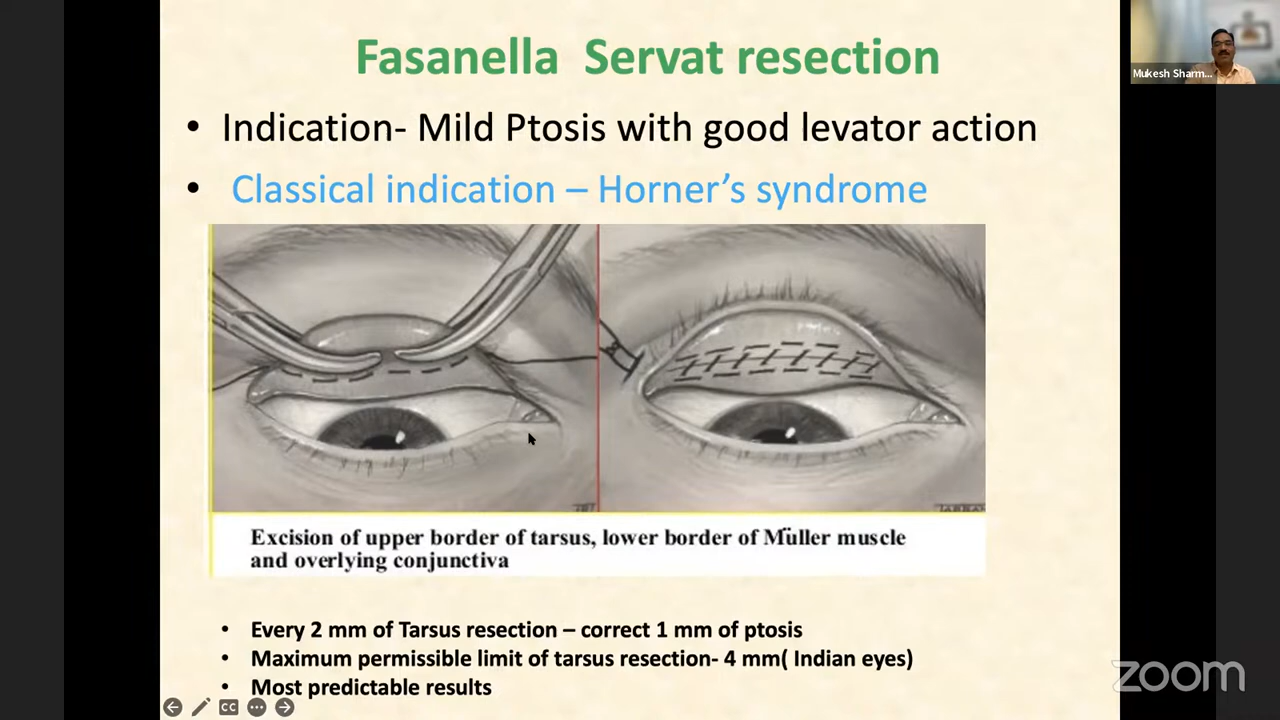 Fasanella Servat resection
Mukesh Sharm...
• Indication- Mild Ptosis with good levator action
• Classical indication – Horner's syndrome
Excision of upper border of tarsus, lower border of Müller muscle
and overlying conjunctiva
• Every 2 mm of Tarsus resection – correct 1 mm of ptosis
• Maximum permissible limit of tarsus resection- 4 mm( Indian eyes)
• Most predictable results
CC
zoom